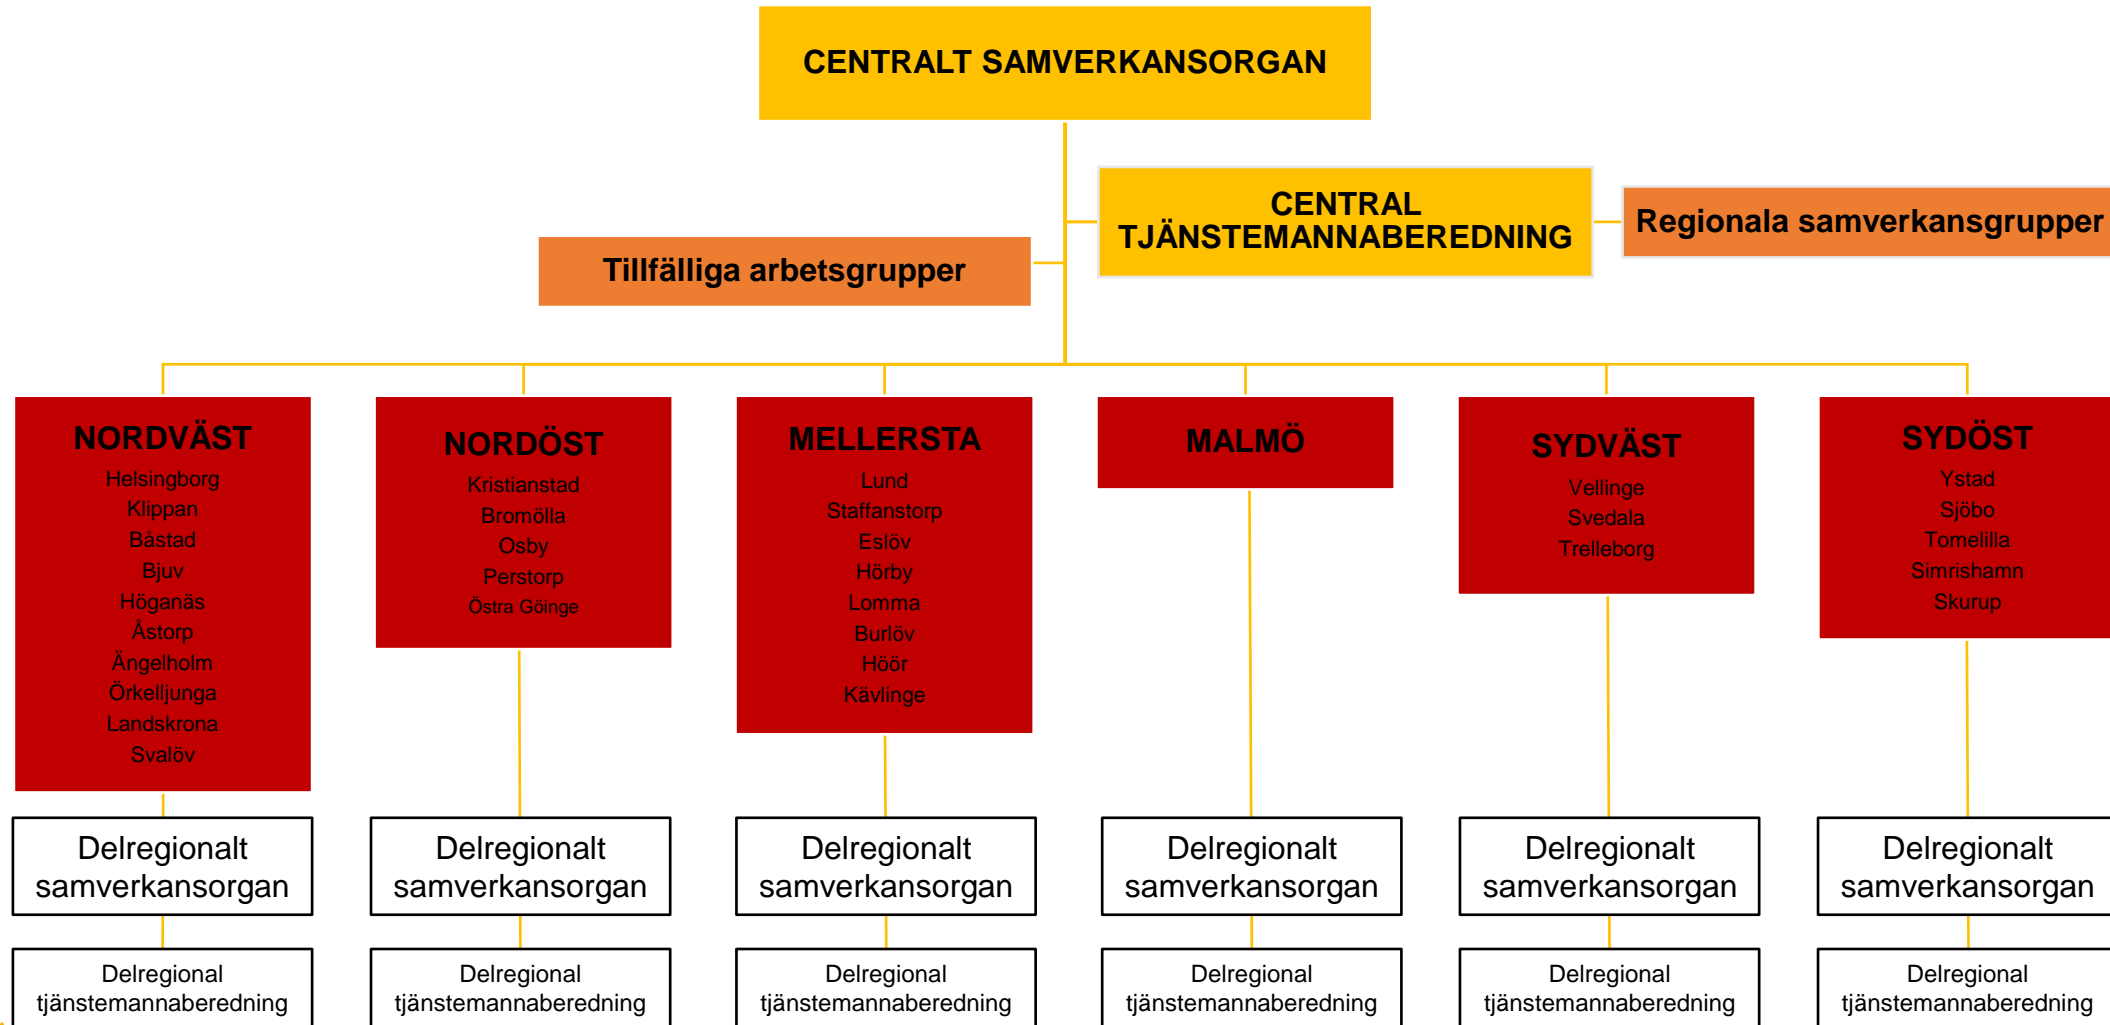 CENTRALT SAMVERKANSORGAN
CENTRAL
TJÄNSTEMANNABEREDNING
Regionala samverkansgrupper
Tillfälliga arbetsgrupper
NORDVÄST
Helsingborg
Klippan
Båstad
Bjuv
Höganäs
Åstorp
Ängelholm
Örkelljunga
Landskrona
Svalöv
NORDÖST
Kristianstad
Bromölla
Osby
Perstorp
Östra Göinge
MELLERSTA
Lund
Staffanstorp
Eslöv
Hörby
Lomma
Burlöv
Höör
Kävlinge
MALMÖ
SYDVÄST
Vellinge
Svedala
Trelleborg
SYDÖST
Ystad
Sjöbo
Tomelilla
Simrishamn
Skurup
Delregionalt
samverkansorgan
Delregionalt
samverkansorgan
Delregionalt
samverkansorgan
Delregionalt
samverkansorgan
Delregionalt
samverkansorgan
Delregionalt
samverkansorgan
Delregional
tjänstemannaberedning
Delregional
tjänstemannaberedning
Delregional
tjänstemannaberedning
Delregional
tjänstemannaberedning
Delregional
tjänstemannaberedning
Delregional
tjänstemannaberedning